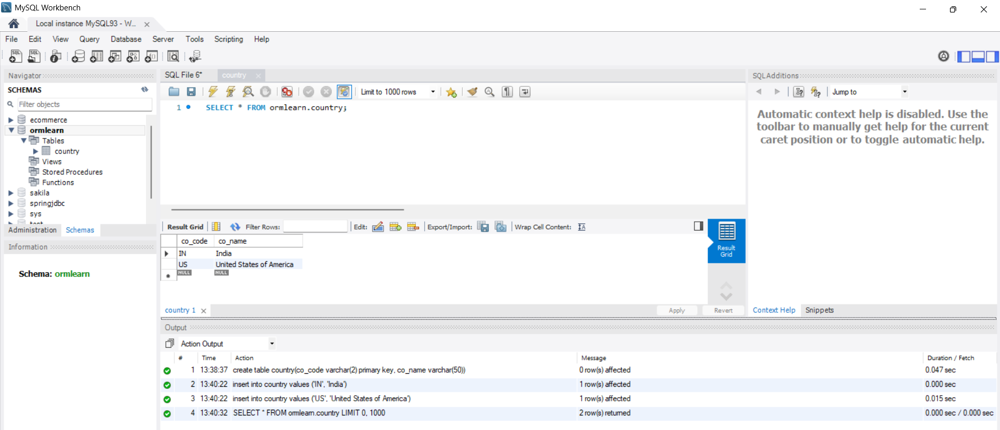 MySQL Workbench
Local instance MySQL93 - W...
File Edit View Query Database Server Tools Scripting Help
Navigator
SCHEMAS
Filter objects
ecommerce
ormlearn
Tables
country
Views
Stored Procedures
Functions
sakila
springjdbc
sys
Administration Schemas
Information
Schema: ormlearn
SQL File 6* country
Limit to 1000 rows
1 SELECT * FROM ormlearn.country;
Result Grid Filter Rows: Edit: Export/Import: Wrap Cell Content:
co_code co_name
IN India
US United States of America
NULL NULL
Result
Grid
country 1 Apply Revert
SQLAdditions
Jump to
Automatic context help is disabled. Use the
toolbar to manually get help for the current
caret position or to toggle automatic help.
Context Help Snippets
Output
Action Output
# Time Action Message Duration / Fetch
1 13:38:37 create table country(co_code varchar(2) primary key, co_name varchar(50)) 0 row(s) affected 0.047 sec
2 13:40:22 insert into country values ('IN', 'India') 1 row(s) affected 0.000 sec
3 13:40:22 insert into country values ('US', 'United States of America') 1 row(s) affected 0.015 sec
4 13:40:32 SELECT * FROM ormlearn.country LIMIT 0, 1000 2 row(s) returned 0.000 sec / 0.000 sec